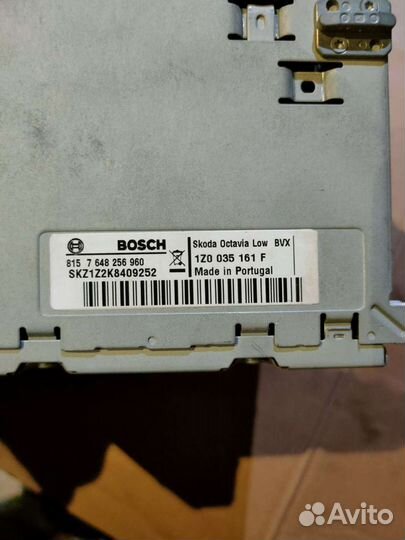 BOSCH
Skoda Octavia Low BVX
815 7 648 256 960
1Z0 035 161 F
SKZ1Z2K8409252
Made in Portugal
Avito